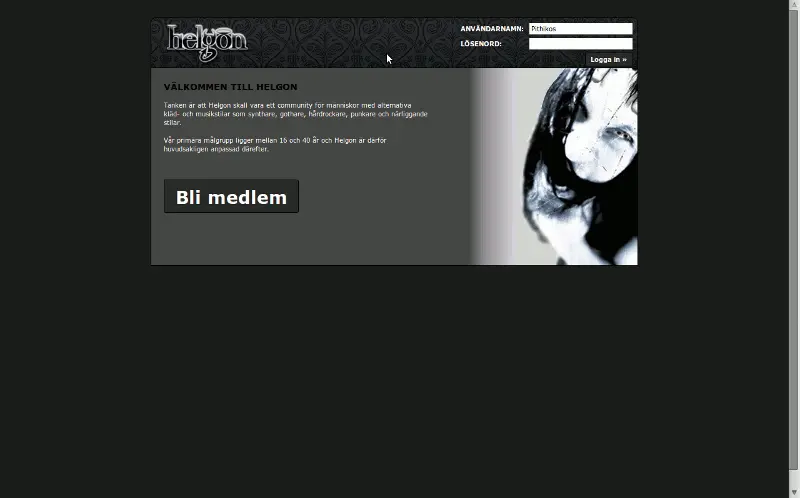 helgon
ANVÄNDARNAMN: Pithikos
LÖSENORD:
Logga in »
VÄLKOMMEN TILL HELGON
Tanken är att Helgon skall vara ett community för människor med alternativa
kläd- och musikstilar som synthare, gothare, hårdrockare, punkare och närliggande
stilar.
Vår primära målgrupp ligger mellan 16 och 40 år och Helgon är därför
huvudsakligen anpassad därefter.
Bli medlem